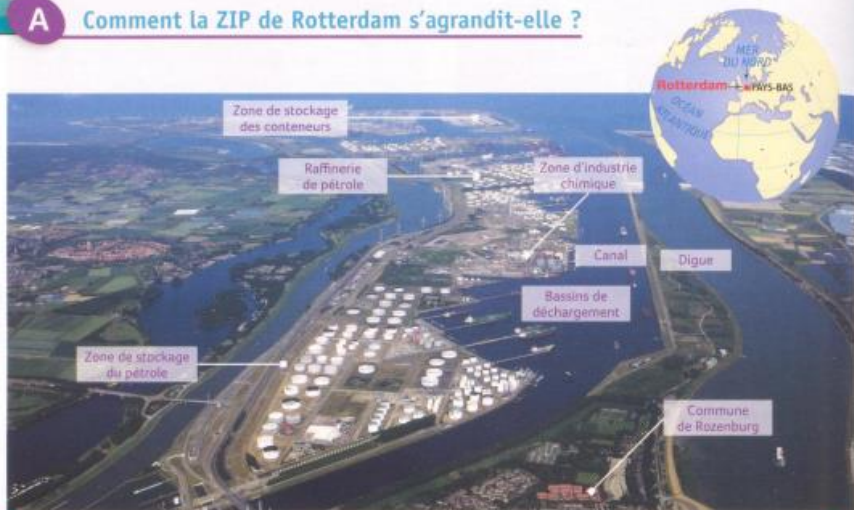 A Comment la ZIP de Rotterdam s'agrandit-elle ?
MER
DU NORD
Rotterdam
PAYS-BAS
OCÉAN
ATLANTIQUE
Zone de stockage
des conteneurs
Raffinerie
de pétrole
Zone d'industrie
chimique
Canal
Digue
Bassins de
déchargement
Zone de stockage
du pétrole
Commune
de Rozenburg